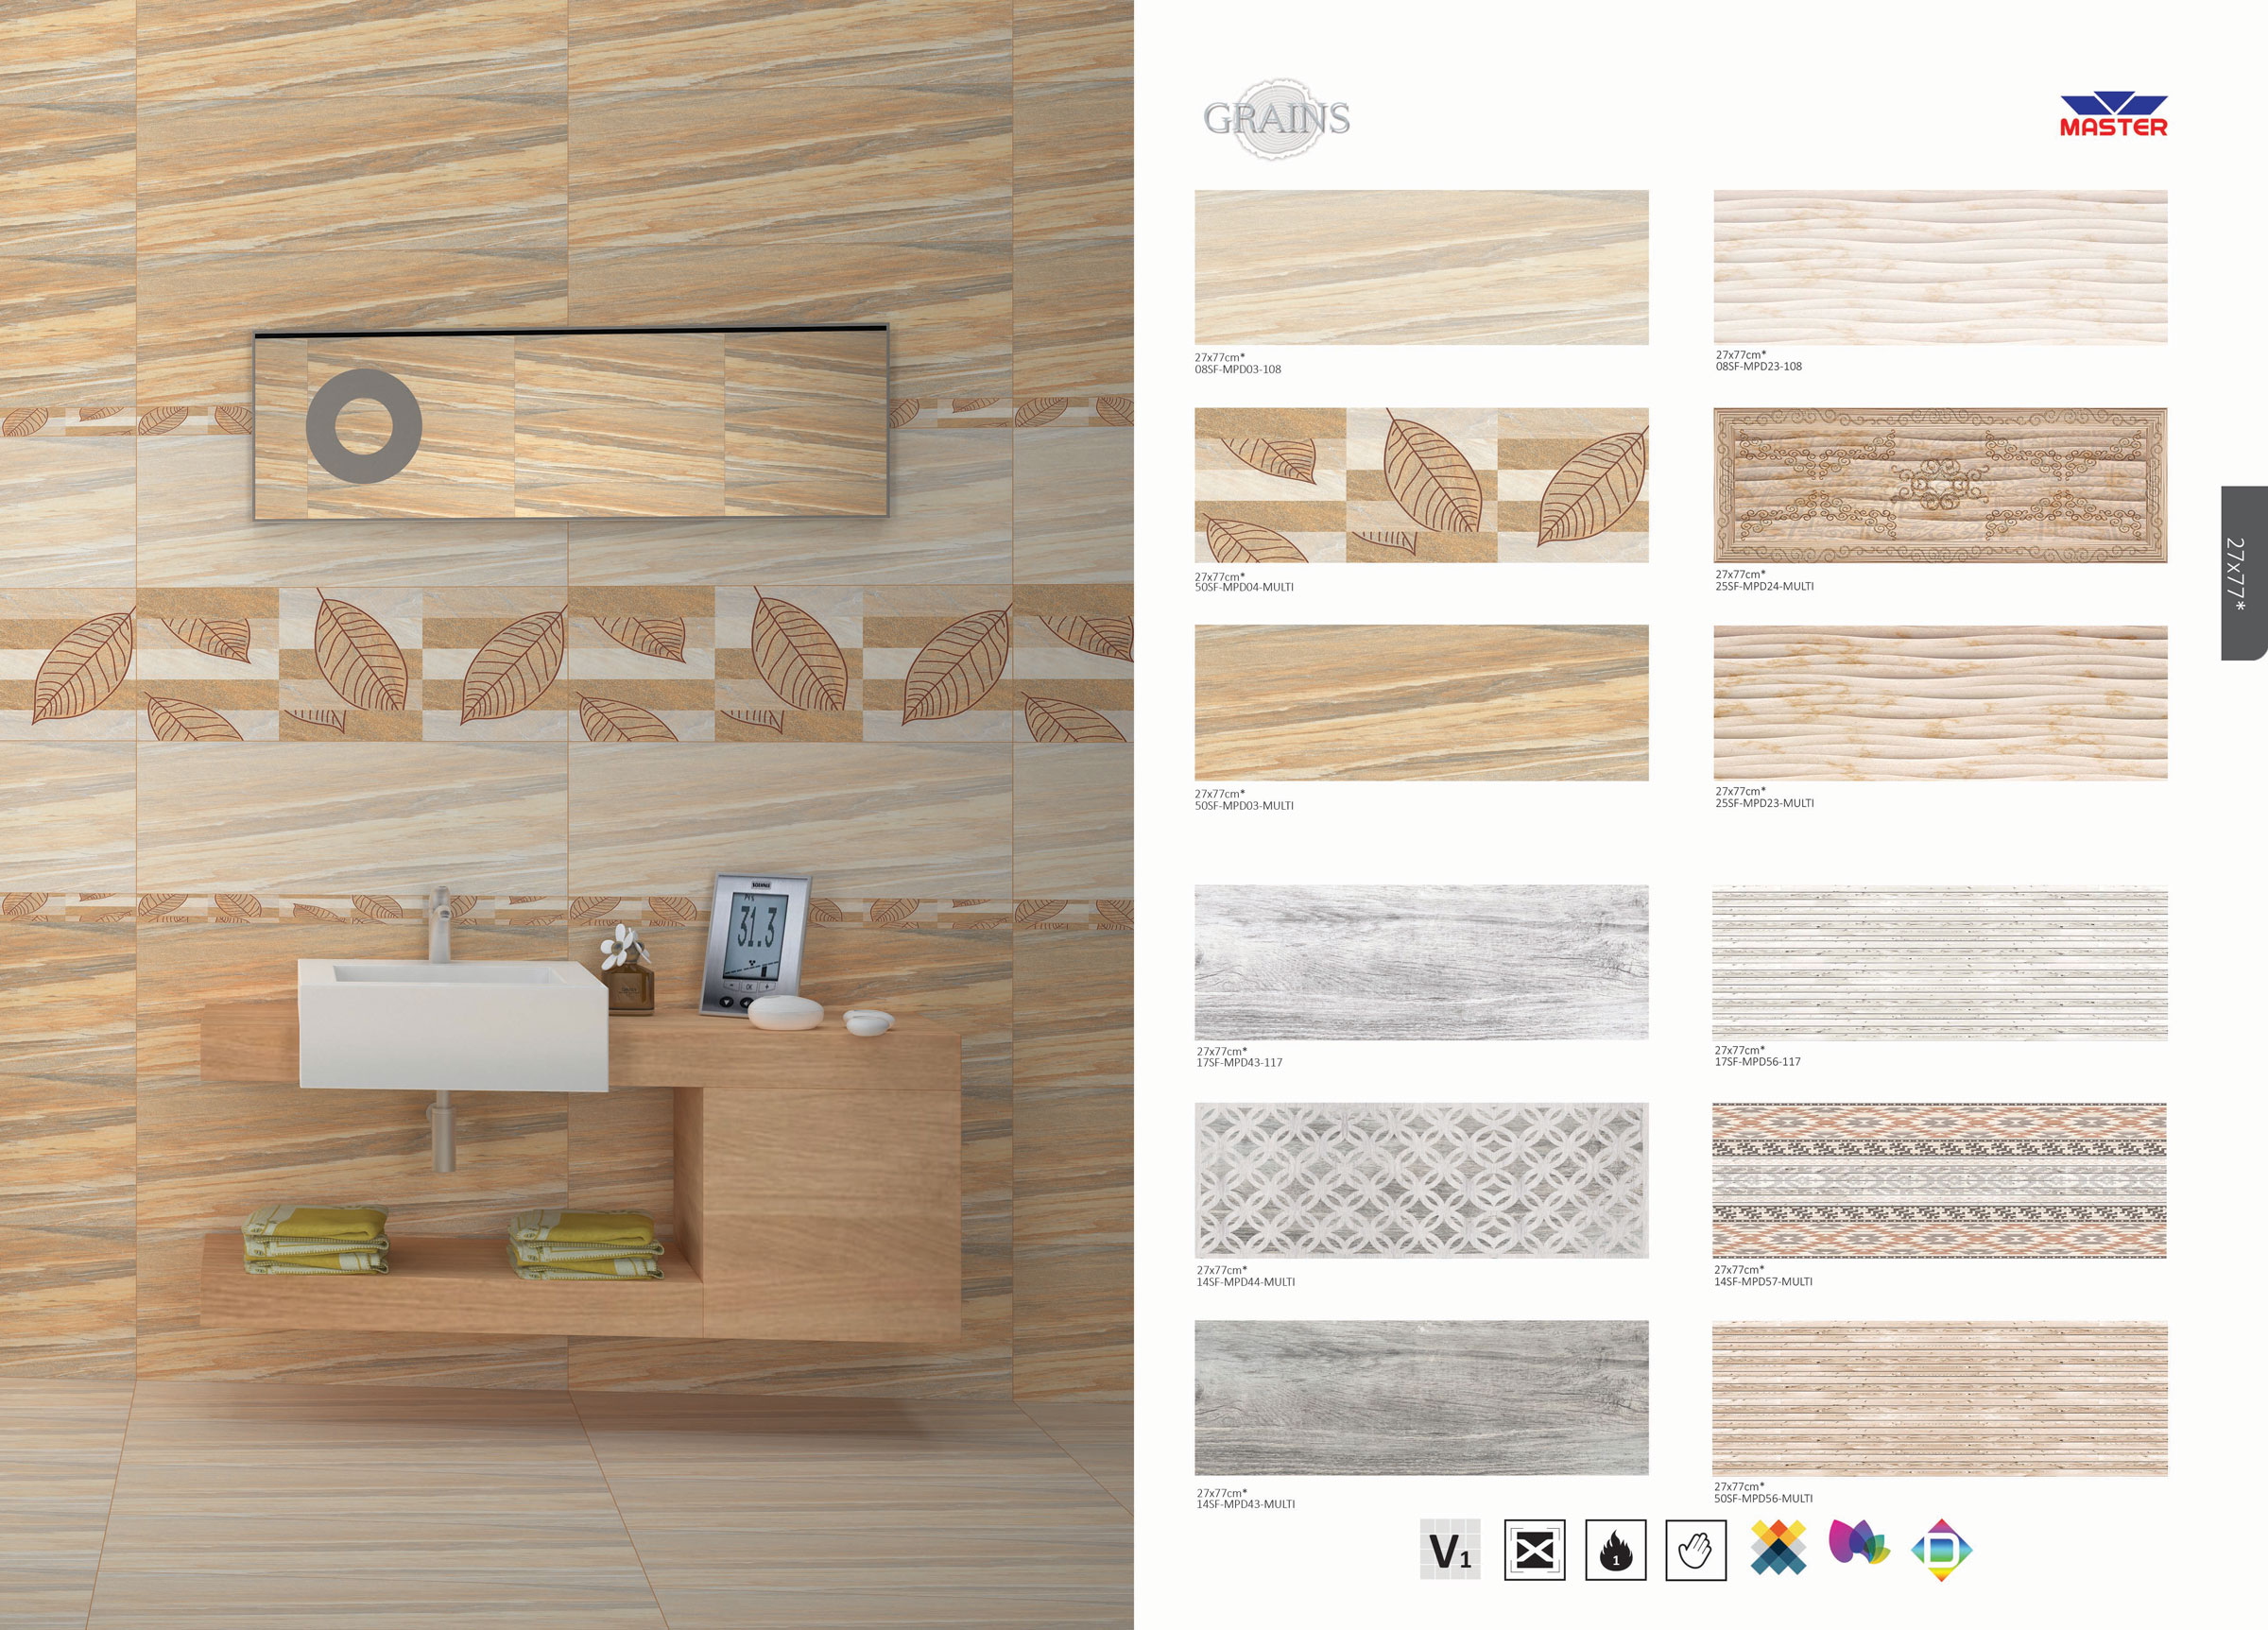 GRAINS
MASTER
27x77cm*
08SF-MPD03-108
27x77cm*
08SF-MPD23-108
27x77cm*
50SF-MPD04-MULTI
27x77cm*
25SF-MPD24-MULTI
27x77*
27x77cm*
50SF-MPD03-MULTI
27x77cm*
25SF-MPD23-MULTI
31.3
OK
27x77cm*
17SF-MPD43-117
27x77cm*
17SF-MPD56-117
27x77cm*
14SF-MPD44-MULTI
27x77cm*
14SF-MPD57-MULTI
27x77cm*
14SF-MPD43-MULTI
27x77cm*
50SF-MPD56-MULTI
V1
1
D